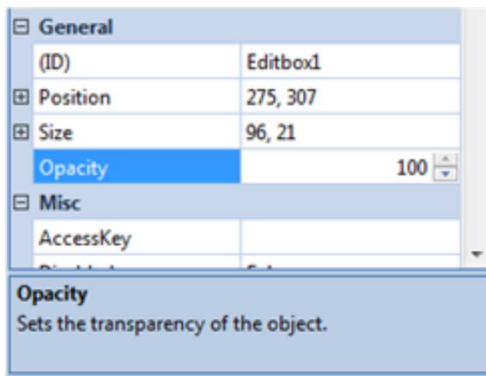 General
(ID) Editbox1
Position 275, 307
Size 96, 21
Opacity 100
Misc
AccessKey
Opacity
Sets the transparency of the object.